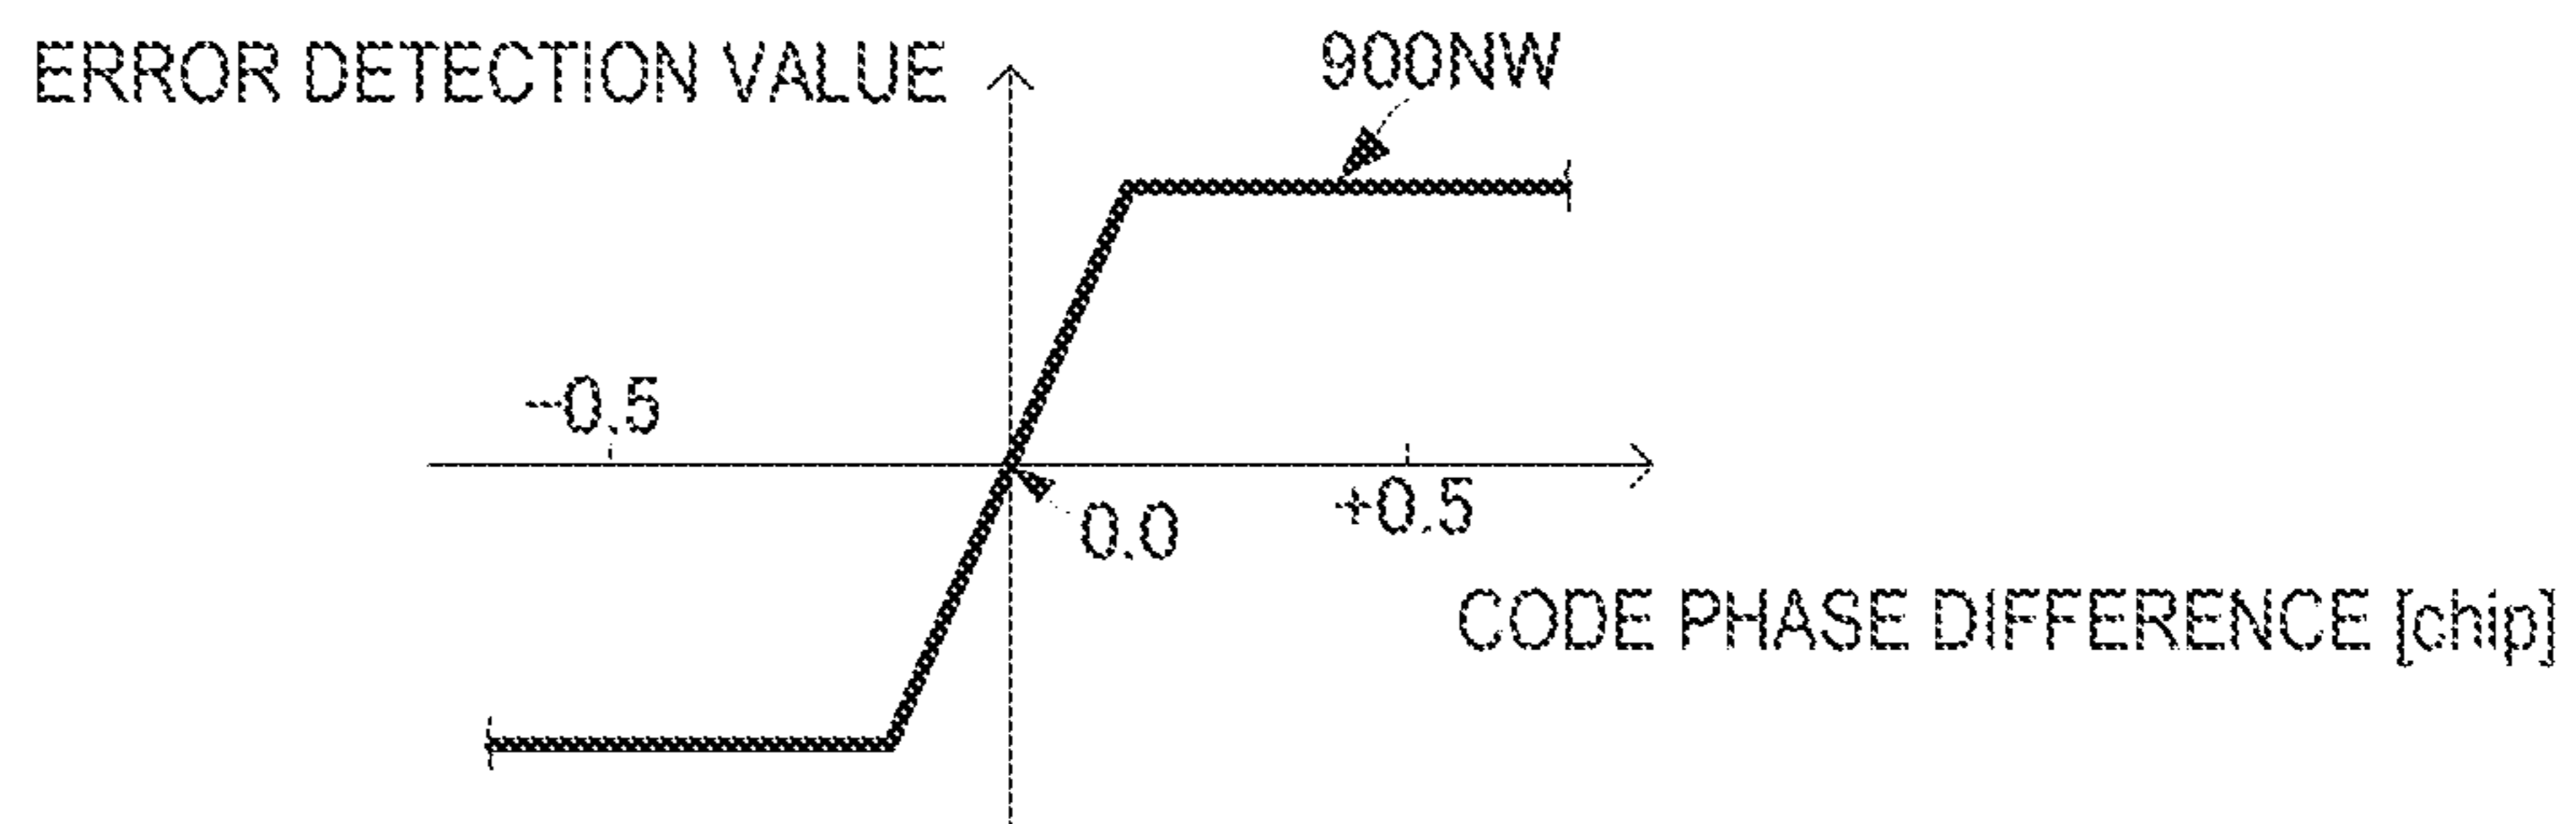 ERROR DETECTION VALUE
900NW
-0.5
0.0
+0.5
CODE PHASE DIFFERENCE [chip]